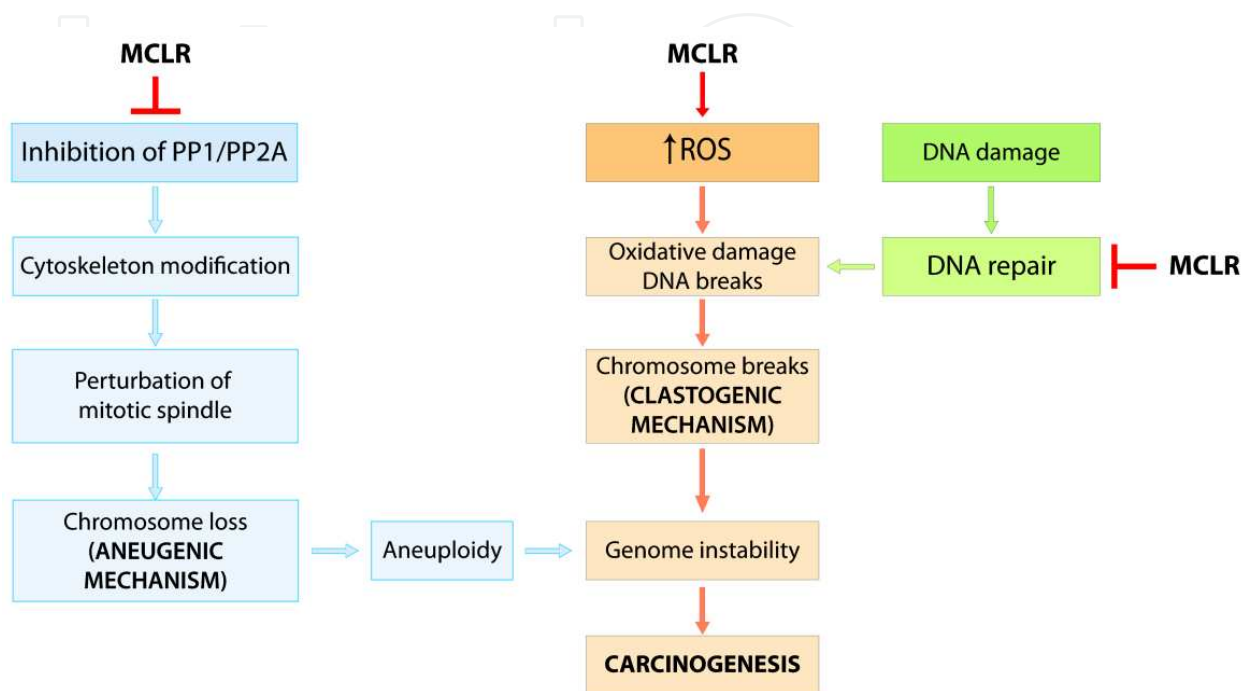 MCLR
Inhibition of PP1/PP2A
Cytoskeleton modification
Perturbation of
mitotic spindle
Chromosome loss
(ANEUGENIC
MECHANISM)
Aneuploidy
MCLR
↑ROS
Oxidative damage
DNA breaks
Chromosome breaks
(CLASTOGENIC
MECHANISM)
Genome instability
CARCINOGENESIS
DNA damage
DNA repair
MCLR